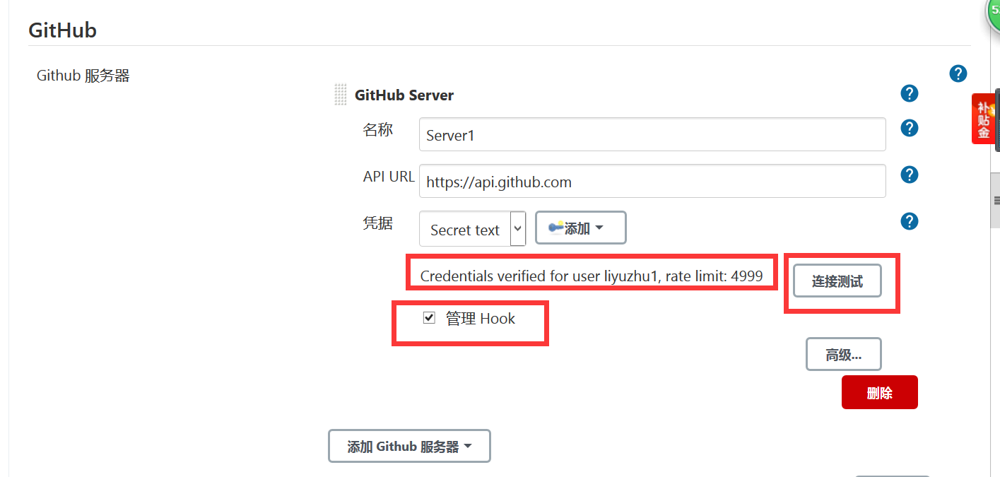 GitHub
Github 服务器
GitHub Server
名称
Server1
API URL
https://api.github.com
凭据
Secret text
添加
Credentials verified for user liyuzhu1, rate limit: 4999
连接测试
管理 Hook
高级...
删除
添加 Github 服务器
补贴金